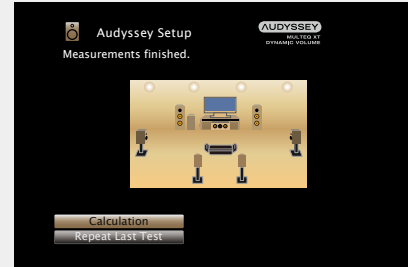 Audyssey Setup
AUDYSSEY
MULTEQ XT
DYNAMIC VOLUME
Measurements finished.
Calculation
Repeat Last Test